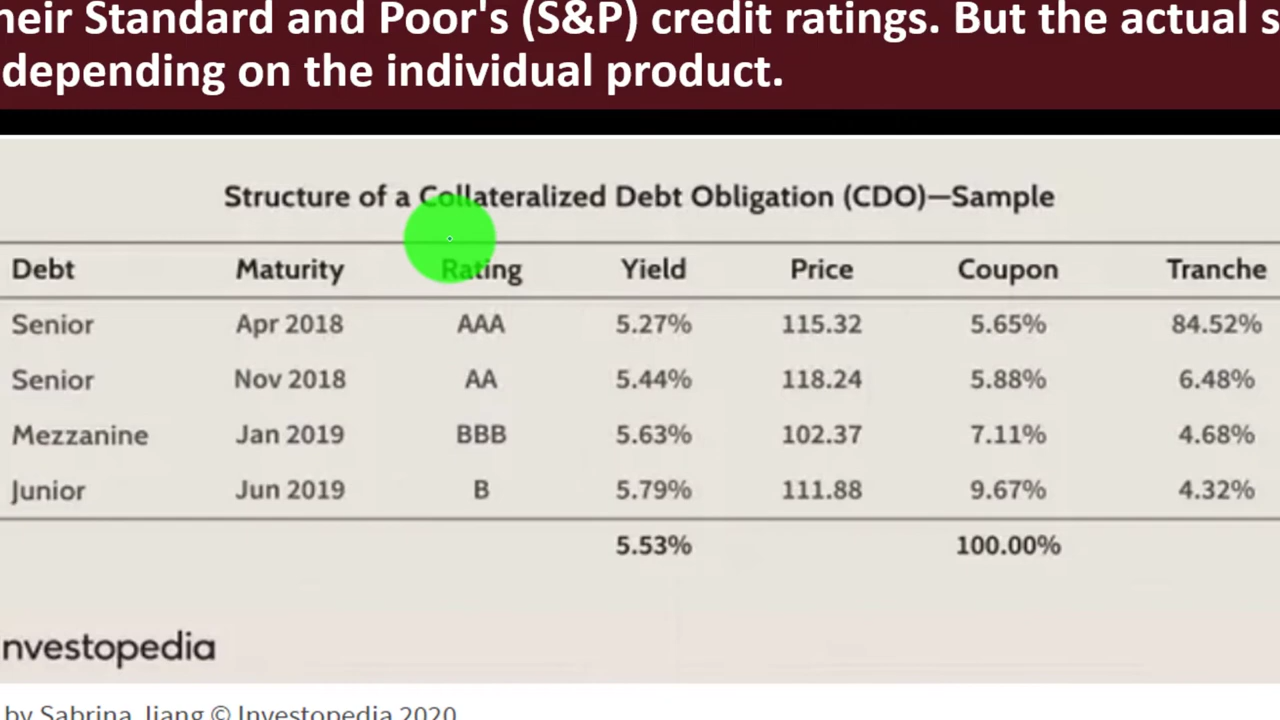 heir Standard and Poor's (S&P) credit ratings. But the actual s
depending on the individual product.
Structure of a Collateralized Debt Obligation (CDO)—Sample
Debt Maturity Rating Yield Price Coupon Tranche
Senior Apr 2018 AAA 5.27% 115.32 5.65% 84.52%
Senior Nov 2018 AA 5.44% 118.24 5.88% 6.48%
Mezzanine Jan 2019 BBB 5.63% 102.37 7.11% 4.68%
Junior Jun 2019 B 5.79% 111.88 9.67% 4.32%
5.53% 100.00%
nvestopedia
by Sabrina Jiang © Investopedia 2020